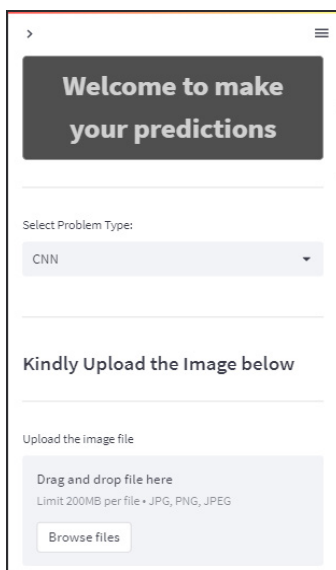 Welcome to make
your predictions
Select Problem Type:
CNN
Kindly Upload the Image below
Upload the image file
Drag and drop file here
Limit 200MB per file • JPG, PNG, JPEG
Browse files